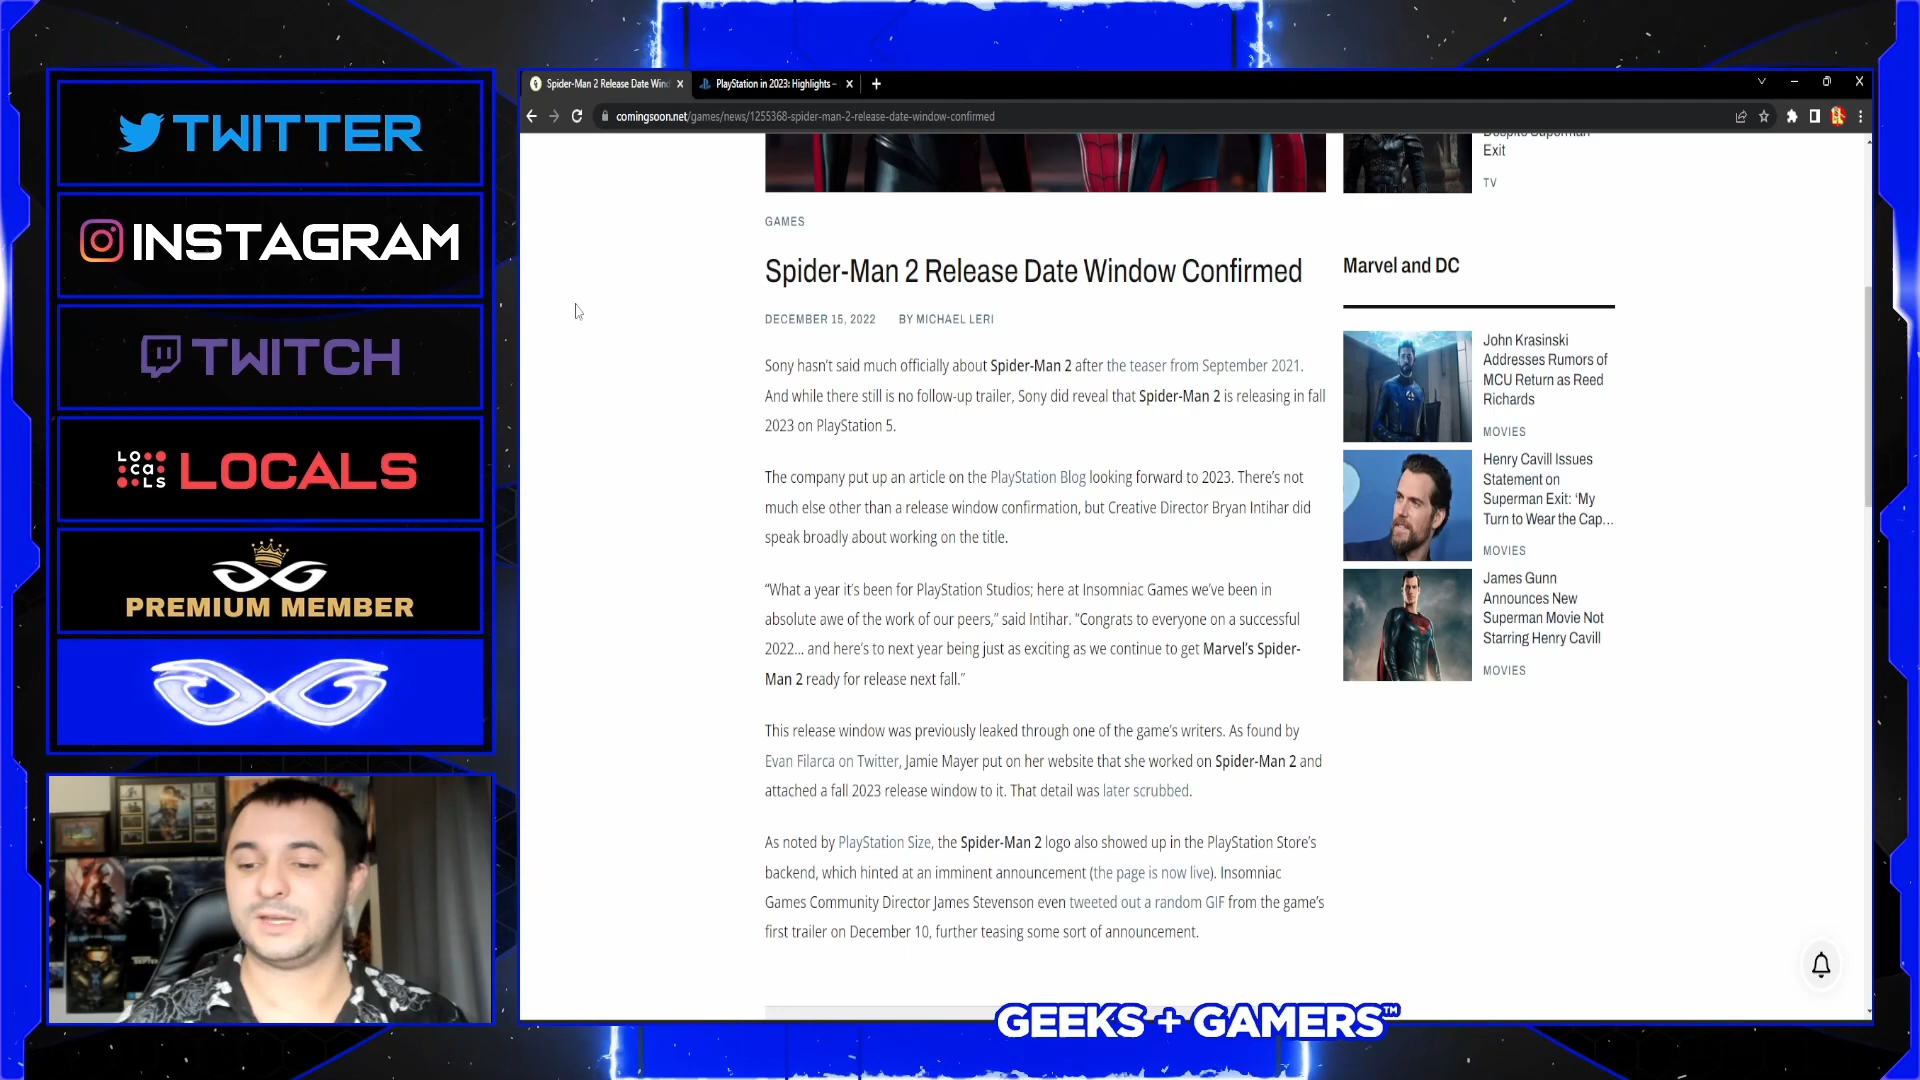 TWITTER
INSTAGRAM
TWITCH
LOCALS
LOCALS
PREMIUM MEMBER
Spider-Man 2 Release Date Wind
PlayStation in 2023: Highlights –
comingsoon.net/games/news/1255368-spider-man-2-release-date-window-confirmed
GAMES
Spider-Man 2 Release Date Window Confirmed
DECEMBER 15, 2022 BY MICHAEL LERI
Sony hasn't said much officially about Spider-Man 2 after the teaser from September 2021.
And while there still is no follow-up trailer, Sony did reveal that Spider-Man 2 is releasing in fall
2023 on PlayStation 5.
The company put up an article on the PlayStation Blog looking forward to 2023. There's not
much else other than a release window confirmation, but Creative Director Bryan Intihar did
speak broadly about working on the title.
“What a year it's been for PlayStation Studios; here at Insomniac Games we've been in
absolute awe of the work of our peers,” said Intihar. “Congrats to everyone on a successful
2022… and here's to next year being just as exciting as we continue to get Marvel's Spider-
Man 2 ready for release next fall.”
This release window was previously leaked through one of the game's writers. As found by
Evan Filarca on Twitter, Jamie Mayer put on her website that she worked on Spider-Man 2 and
attached a fall 2023 release window to it. That detail was later scrubbed.
As noted by PlayStation Size, the Spider-Man 2 logo also showed up in the PlayStation Store's
backend, which hinted at an imminent announcement (the page is now live). Insomniac
Games Community Director James Stevenson even tweeted out a random GIF from the game's
first trailer on December 10, further teasing some sort of announcement.
Despite Superman
Exit
TV
Marvel and DC
John Krasinski
Addresses Rumors of
MCU Return as Reed
Richards
MOVIES
Henry Cavill Issues
Statement on
Superman Exit: ‘My
Turn to Wear the Cap…
MOVIES
James Gunn
Announces New
Superman Movie Not
Starring Henry Cavill
MOVIES
GEEKS + GAMERS™